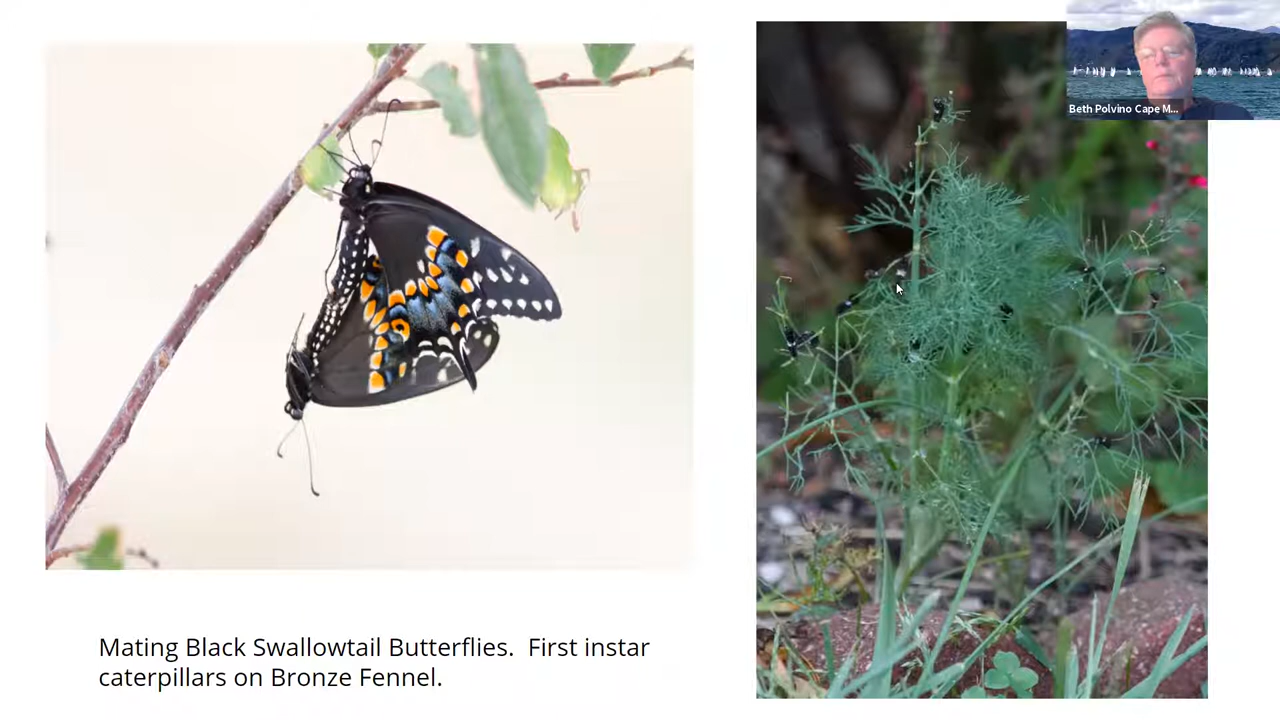 Beth Polvino Cape M...
Mating Black Swallowtail Butterflies.  First instar
caterpillars on Bronze Fennel.